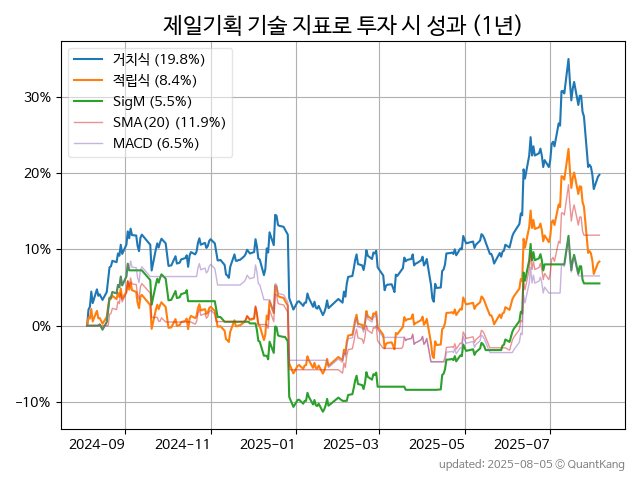 제일기획 기술 지표로 투자 시 성과 (1년)
거치식 (19.8%)
적립식 (8.4%)
SigM (5.5%)
SMA(20) (11.9%)
MACD (6.5%)
30%
20%
10%
0%
−10%
2024-09 2024-11 2025-01 2025-03 2025-05 2025-07
updated: 2025-08-05 ⓒ QuantKang